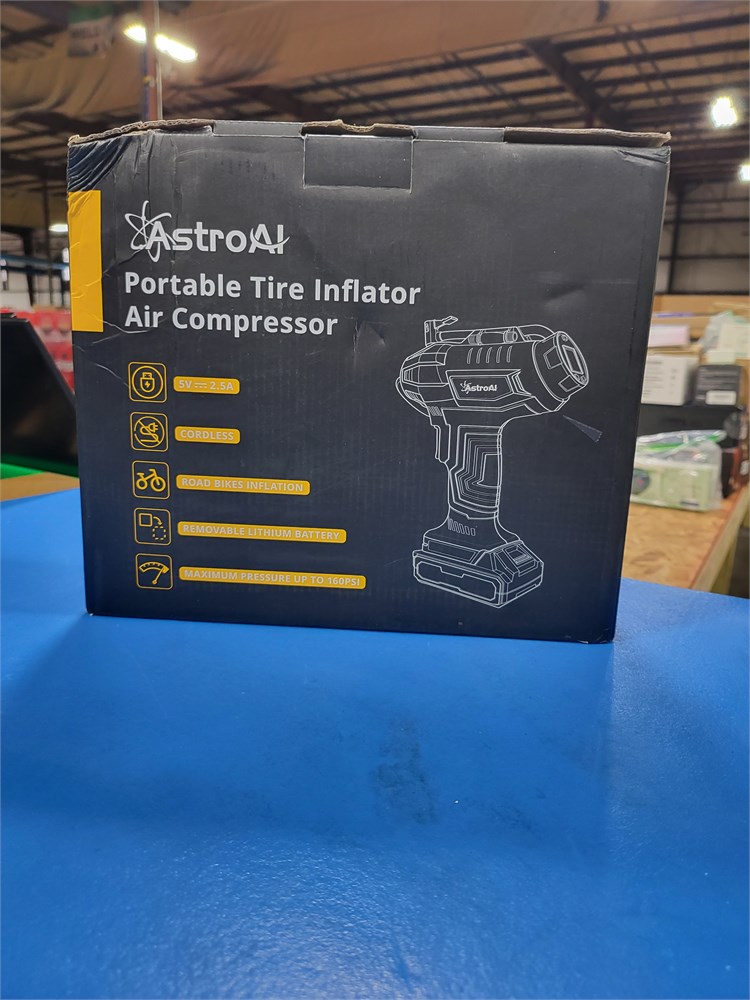 AstroAI
Portable Tire Inflator
Air Compressor
5V⎓2.5A
CORDLESS
ROAD BIKES INFLATION
REMOVABLE LITHIUM BATTERY
MAXIMUM PRESSURE UP TO 160PSI
AstroAI